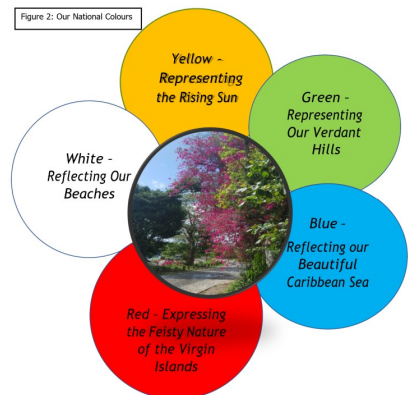 Figure 2: Our National Colours
Yellow -
Representing
the Rising Sun
Green -
Representing
Our Verdant
Hills
White -
Reflecting Our
Beaches
Blue -
Reflecting our
Beautiful
Caribbean Sea
Red - Expressing
the Feisty Nature
of the Virgin
Islands